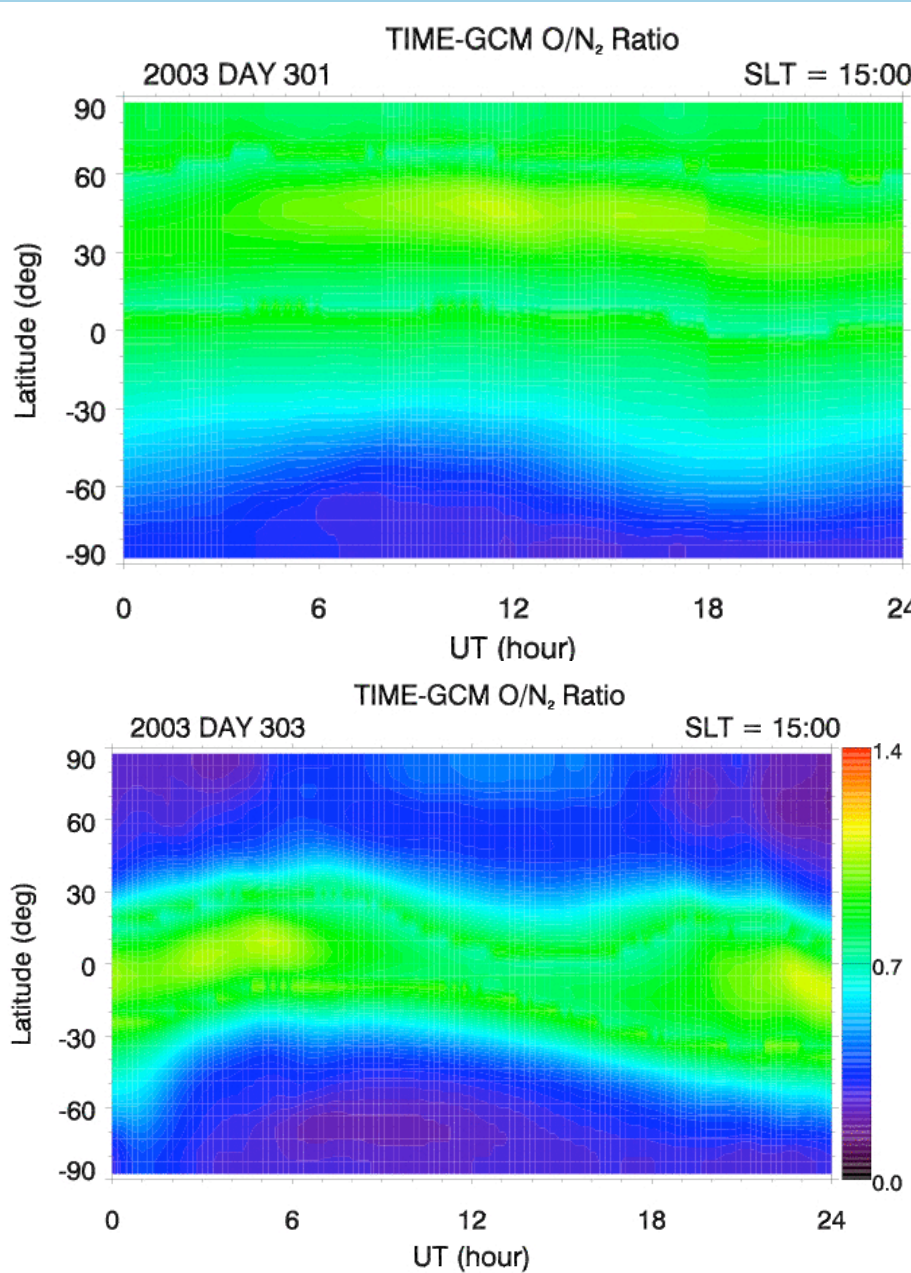 TIME-GCM O/N₂ Ratio
2003 DAY 301 SLT = 15:00
90
60
30
0
-30
-60
-90
Latitude (deg)
0 6 12 18 24
UT (hour)
TIME-GCM O/N₂ Ratio
2003 DAY 303 SLT = 15:00
90
60
30
0
-30
-60
-90
Latitude (deg)
1.4
0.7
0.0
0 6 12 18 24
UT (hour)